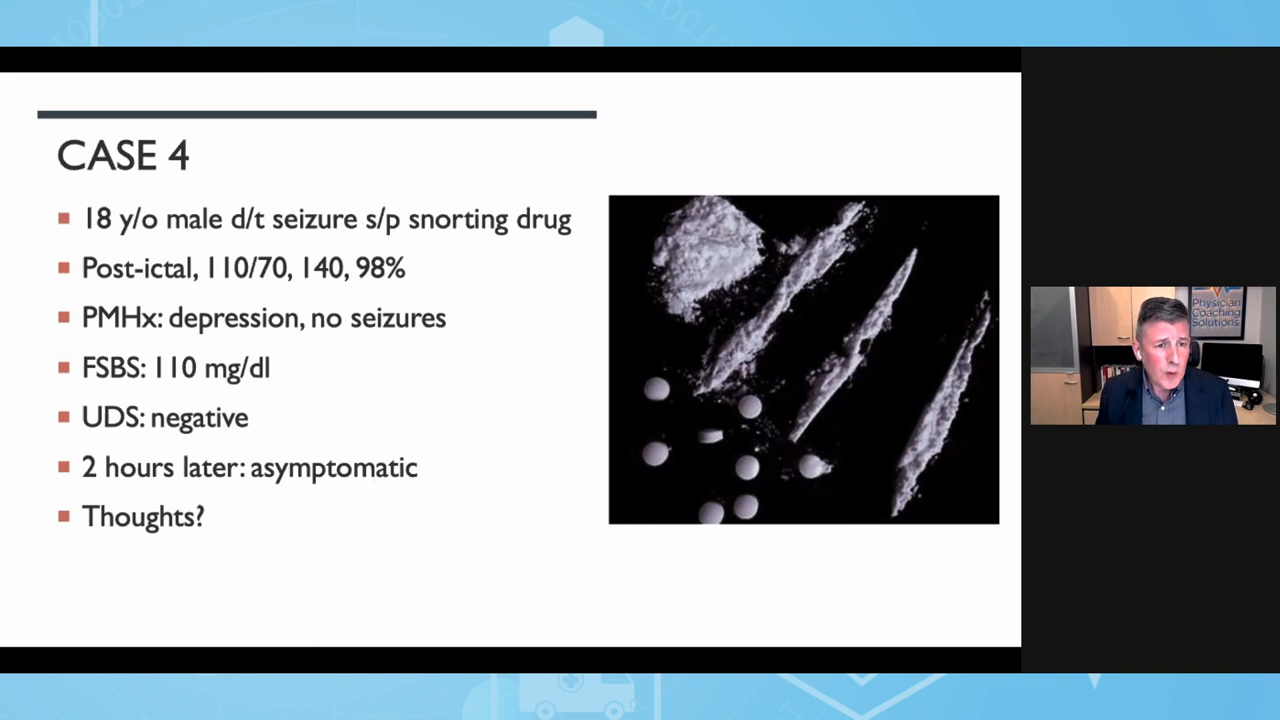 CASE 4
18 y/o male d/t seizure s/p snorting drug
Post-ictal, 110/70, 140, 98%
PMHx: depression, no seizures
FSBS: 110 mg/dl
UDS: negative
2 hours later: asymptomatic
Thoughts?
Physician
Coaching
Solutions